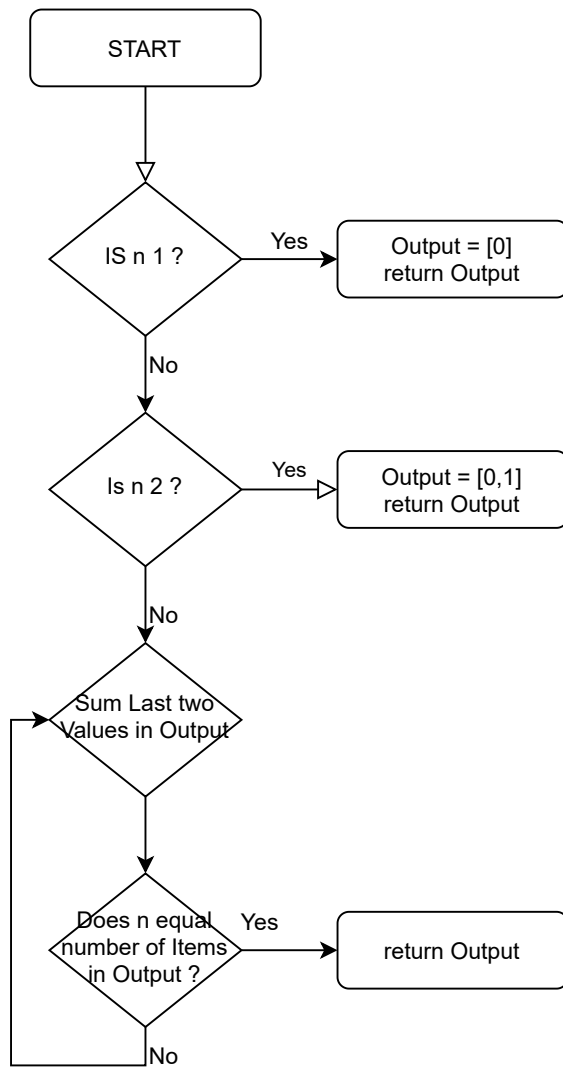 START
IS n 1 ?
Yes
Output = [0]
return Output
No
Is n 2 ?
Yes
Output = [0,1]
return Output
No
Sum Last two
Values in Output
Does n equal
number of Items
in Output ?
Yes
return Output
No